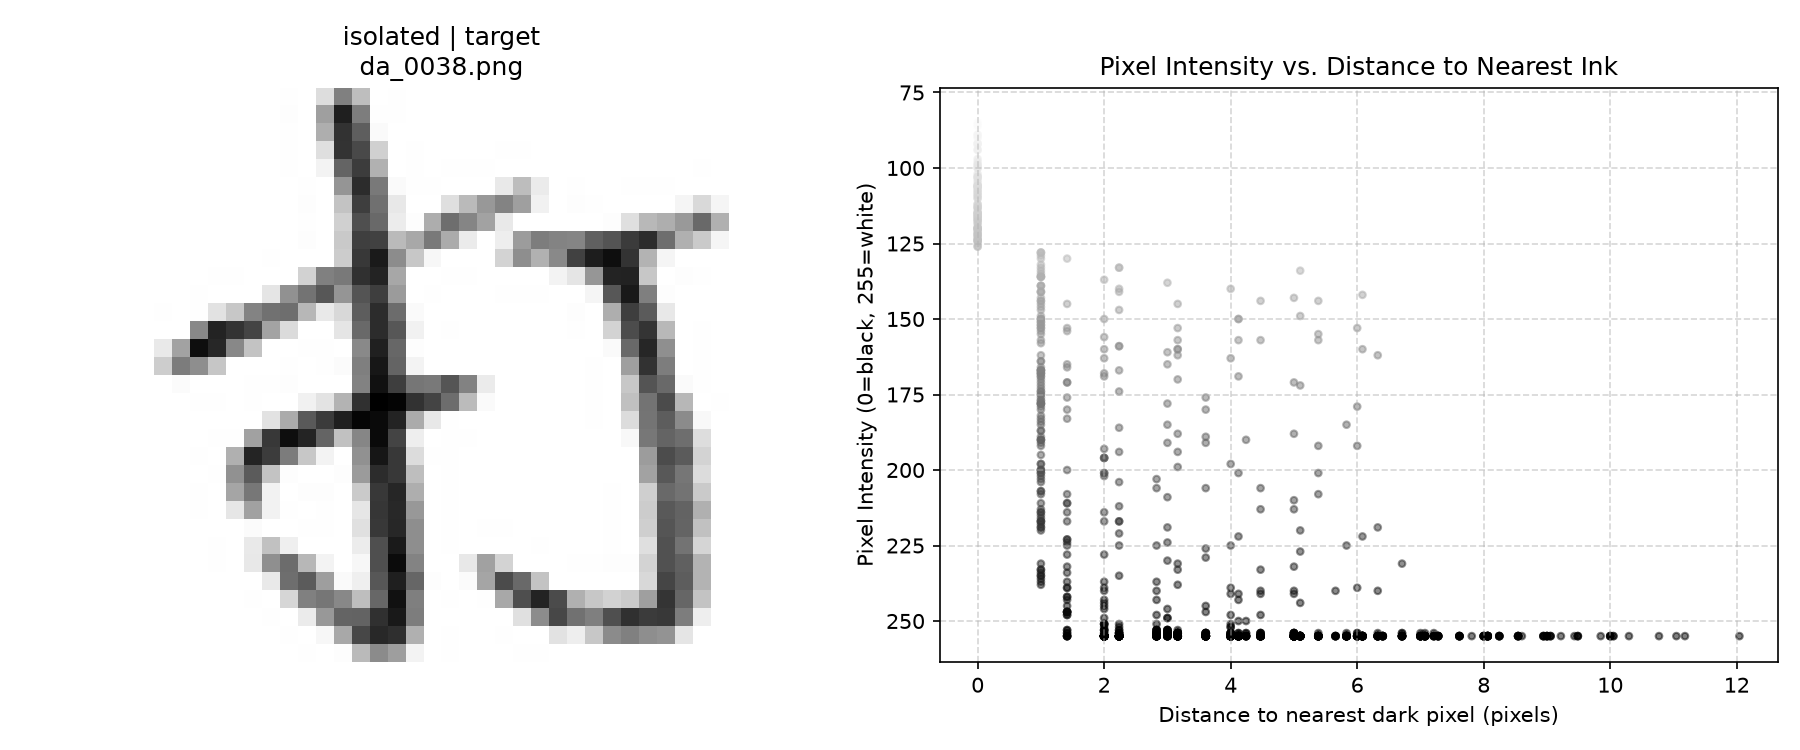 isolated | target
da_0038.png
打
Pixel Intensity vs. Distance to Nearest Ink
Pixel Intensity (0=black, 255=white)
75
100
125
150
175
200
225
250
0 2 4 6 8 10 12
Distance to nearest dark pixel (pixels)